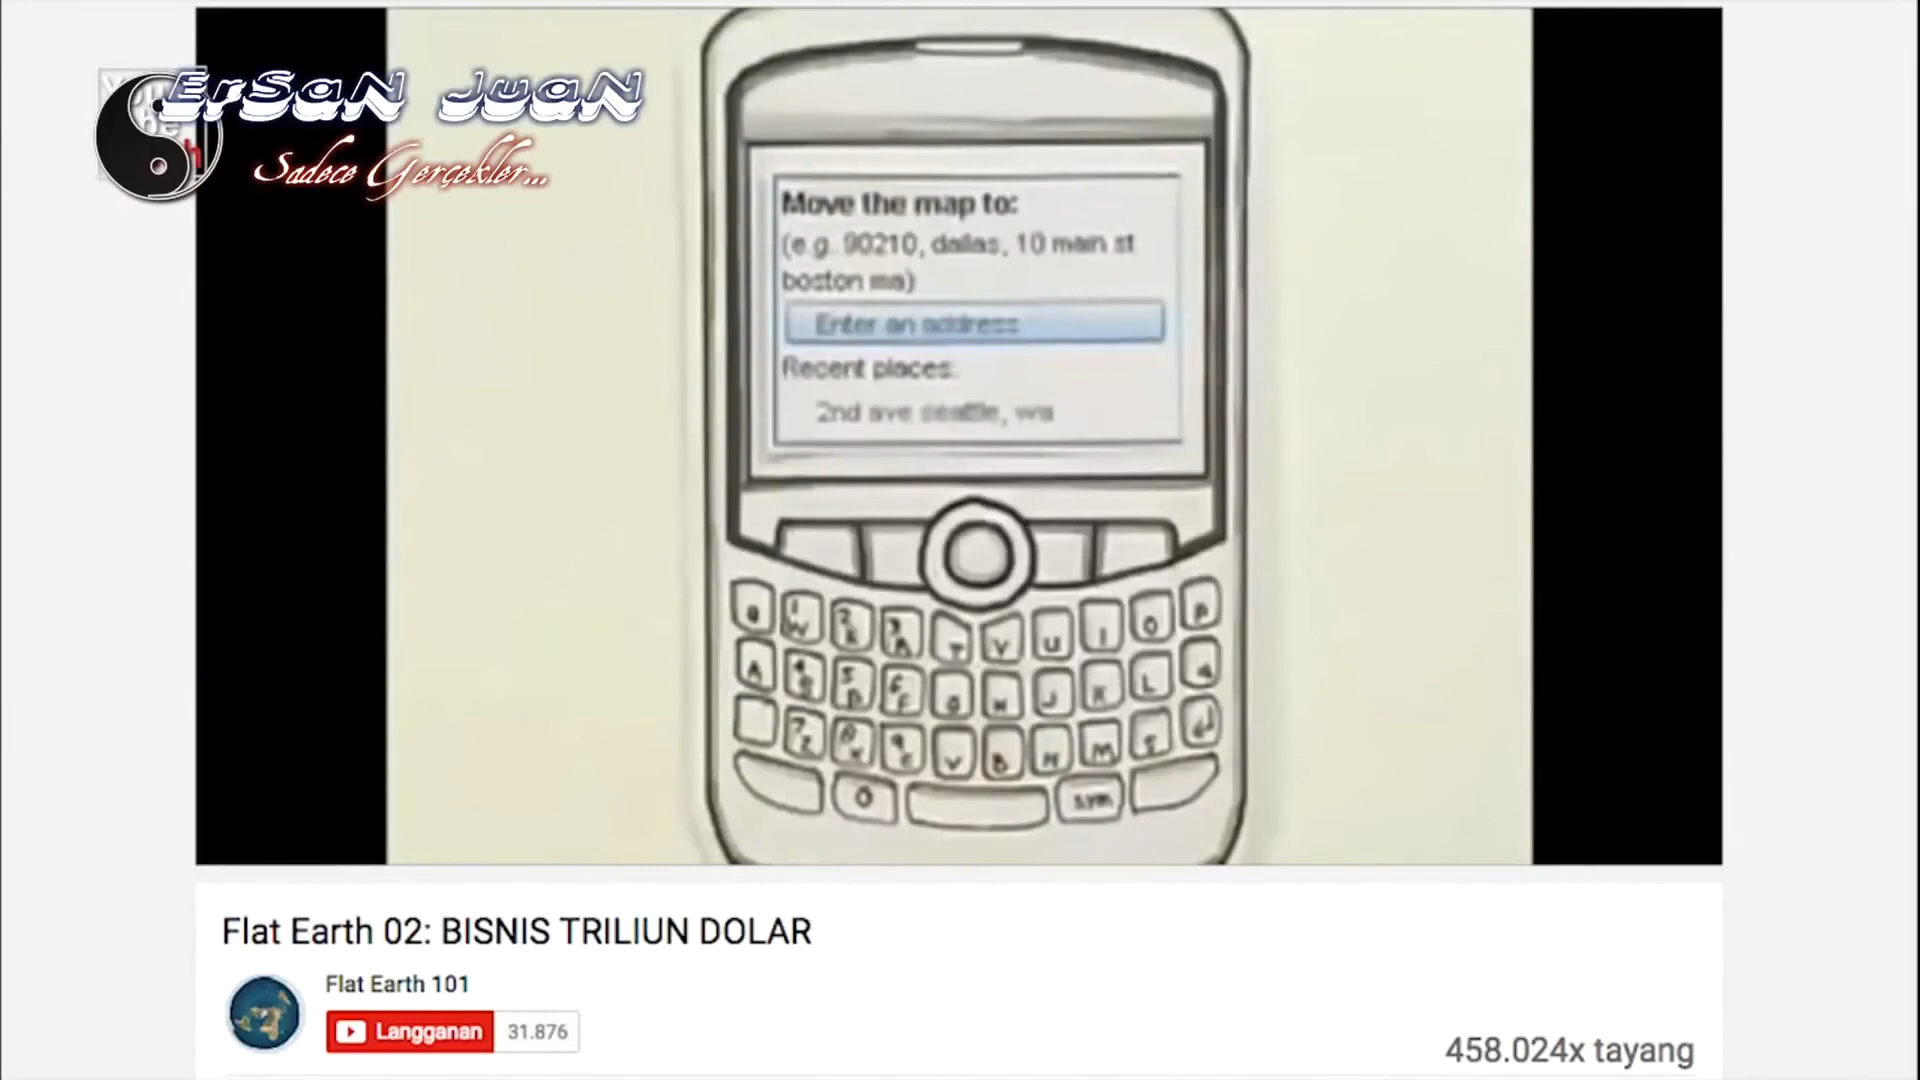 ErSaN JuaN
Sadece Gerçekler...
Move the map to:
(e.g. 90210, dallas, 10 main st
boston ma)
Enter an address
Recent places:
2nd ave seattle, wa
sym
Flat Earth 02: BISNIS TRILIUN DOLAR
Flat Earth 101
Langganan 31.876
458.024x tayang